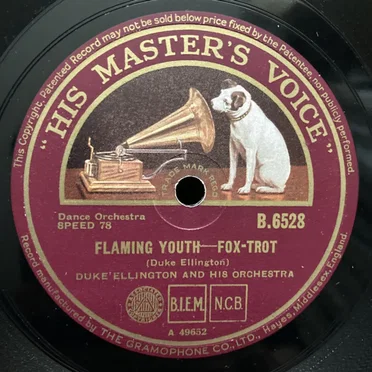 This Copyright, Patented Record may not be sold below price fixed by the Patentee, nor publicly performed.
"HIS MASTER'S VOICE"
TRADE MARK REGD
Dance Orchestra
SPEED 78
B.6528
FLAMING YOUTH—FOX-TROT
(Duke Ellington)
DUKE ELLINGTON AND HIS ORCHESTRA
B.I.E.M.
N.C.B.
A 49652
Record manufactured by THE GRAMOPHONE CO., LTD., Hayes, Middlesex, England.